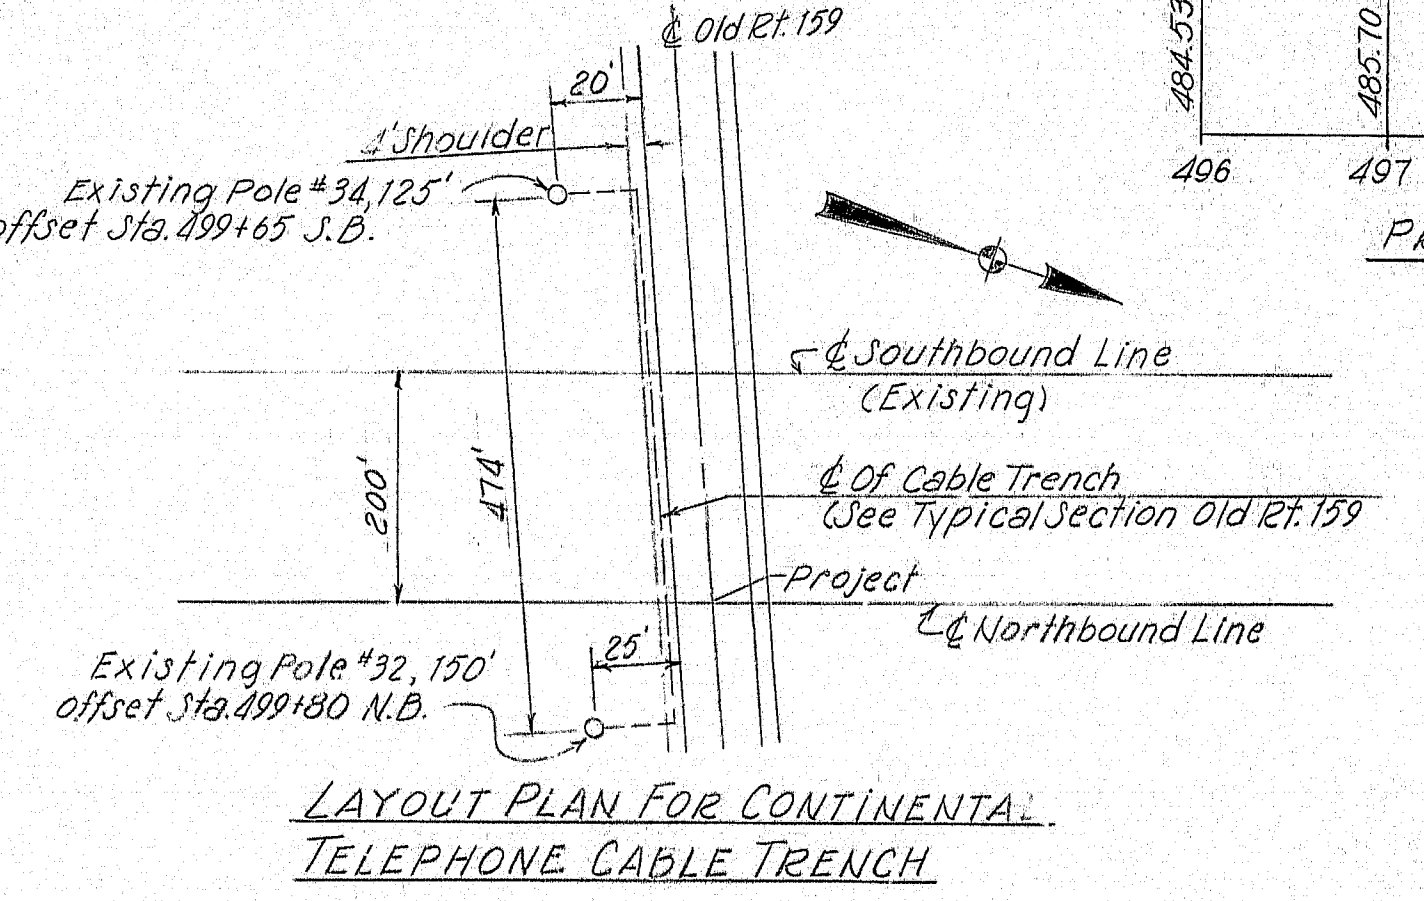 ℄ Old Rt. 159
20'
4' Shoulder
Existing Pole #34, 125'
offset Sta. 499+65 S.B.
484.53
485.70
496
497
℄ Southbound Line
(Existing)
200'
474'
℄ Of Cable Trench
(See Typical Section Old Rt. 159
Project
℄ Northbound Line
25'
Existing Pole #32, 150'
offset Sta. 499+80 N.B.
LAYOUT PLAN FOR CONTINENTAL
TELEPHONE CABLE TRENCH